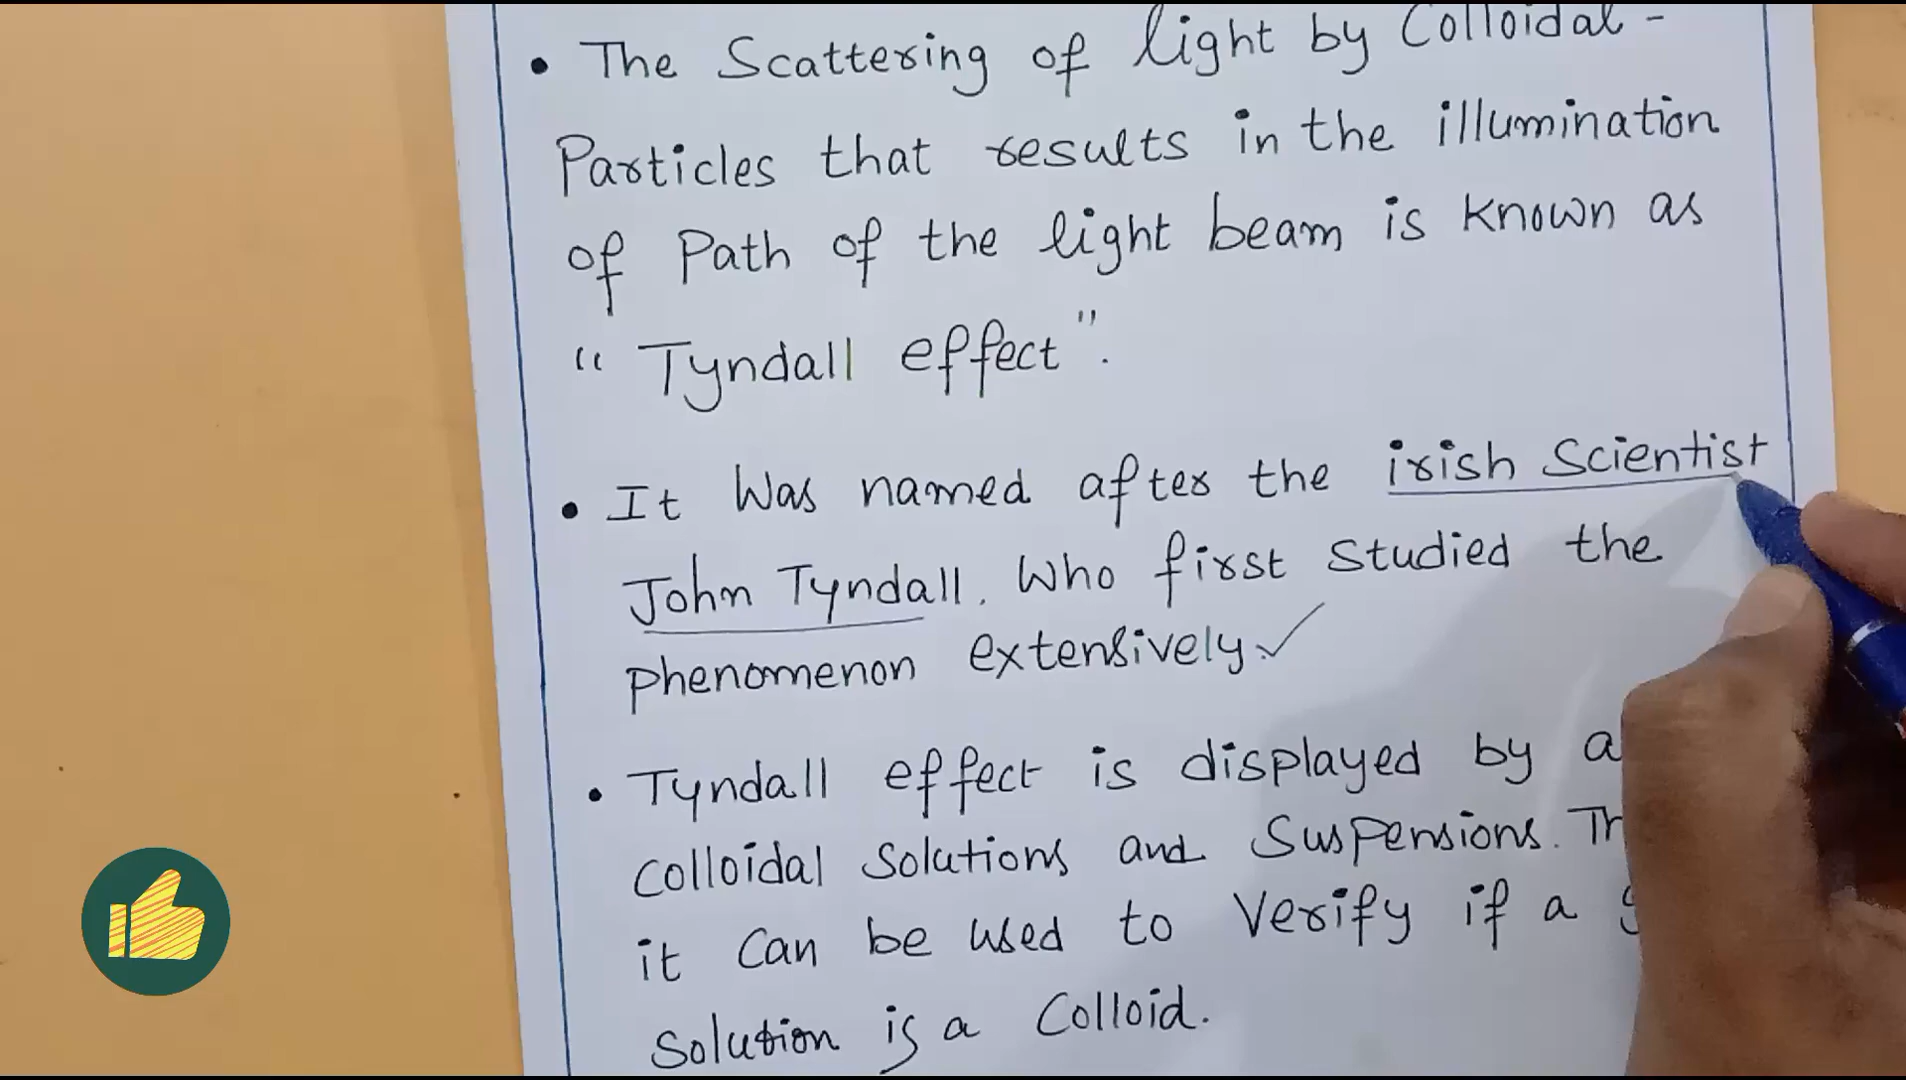 • The Scattering of light by Colloidal -
Particles that results in the illumination
of Path of the light beam is known as
“ Tyndall effect”.
• It Was named after the irish Scientist
John Tyndall. Who first studied the
phenomenon extensively ✓
• Tyndall effect is displayed by
colloidal Solutions and Suspensions.
it Can be used to Verify if a
Solution is a Colloid.